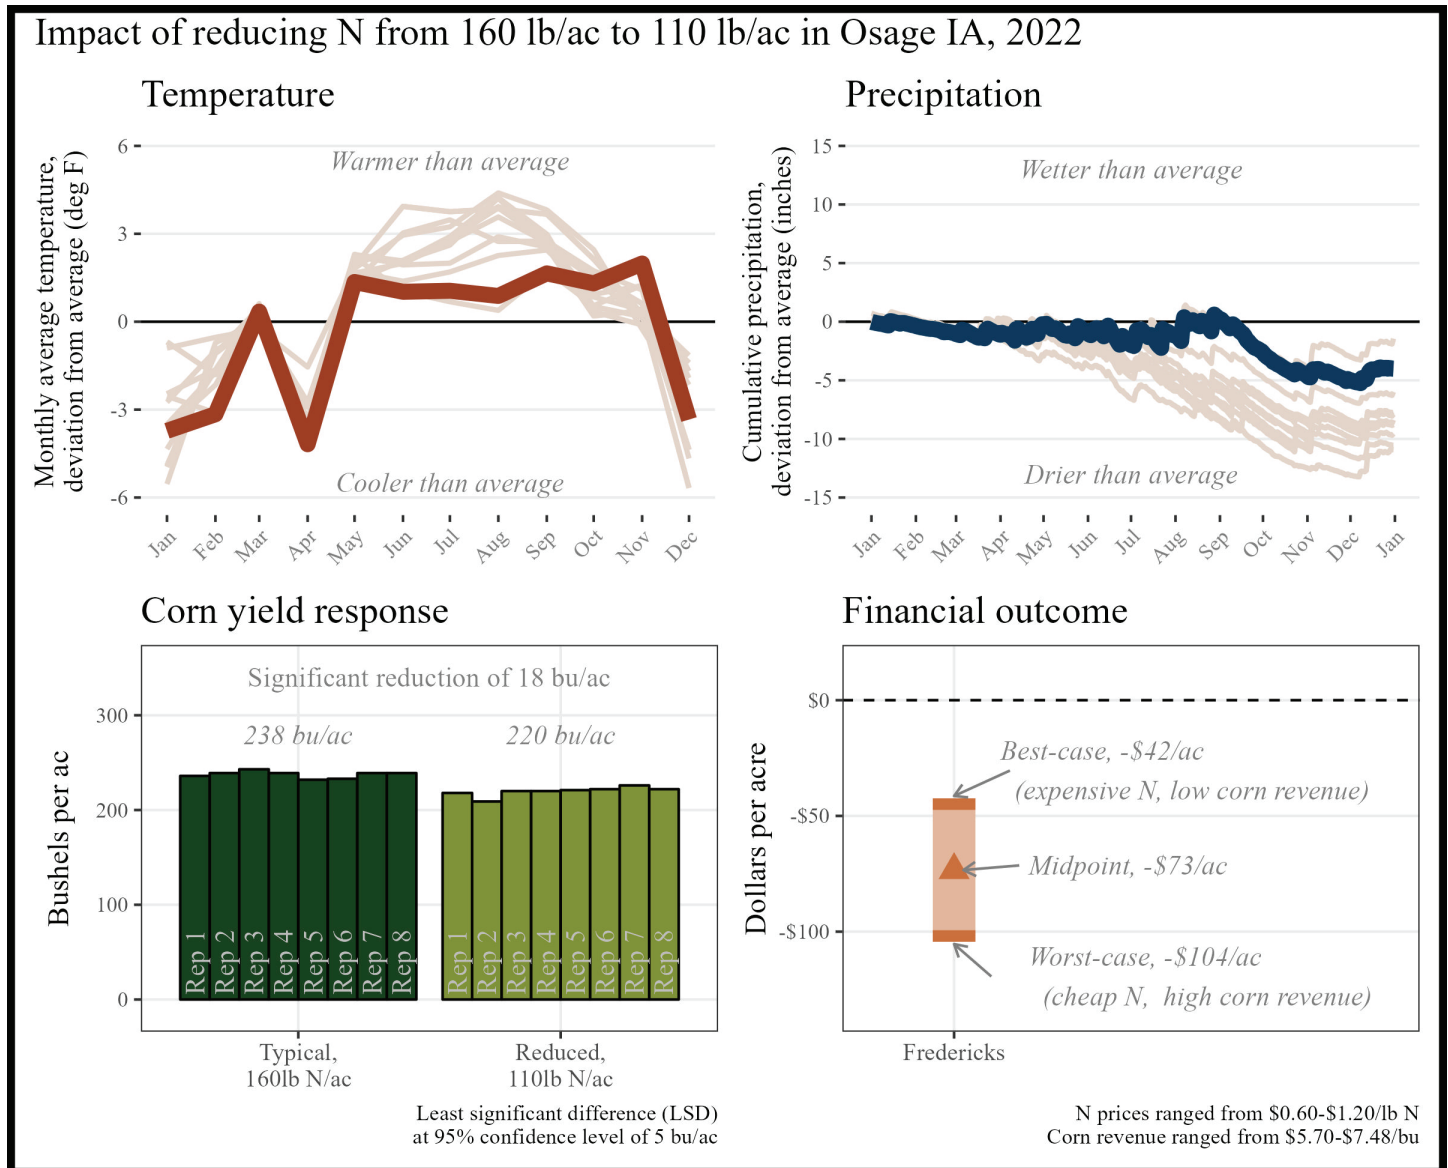 Impact of reducing N from 160 lb/ac to 110 lb/ac in Osage IA, 2022
Temperature
Monthly average temperature,
deviation from average (deg F)
6
3
0
-3
-6
Warmer than average
Cooler than average
Jan
Feb
Mar
Apr
May
Jun
Jul
Aug
Sep
Oct
Nov
Dec
Precipitation
Cumulative precipitation,
deviation from average (inches)
15
10
5
0
-5
-10
-15
Wetter than average
Drier than average
Jan
Feb
Mar
Apr
May
Jun
Jul
Aug
Sep
Oct
Nov
Dec
Jan
Corn yield response
Bushels per ac
300
200
100
0
Significant reduction of 18 bu/ac
238 bu/ac
220 bu/ac
Rep 1
Rep 2
Rep 3
Rep 4
Rep 5
Rep 6
Rep 7
Rep 8
Rep 1
Rep 2
Rep 3
Rep 4
Rep 5
Rep 6
Rep 7
Rep 8
Typical,
160lb N/ac
Reduced,
110lb N/ac
Least significant difference (LSD)
at 95% confidence level of 5 bu/ac
Financial outcome
Dollars per acre
$0
-$50
-$100
Best-case, -$42/ac
(expensive N, low corn revenue)
Midpoint, -$73/ac
Worst-case, -$104/ac
(cheap N, high corn revenue)
Fredericks
N prices ranged from $0.60-$1.20/lb N
Corn revenue ranged from $5.70-$7.48/bu